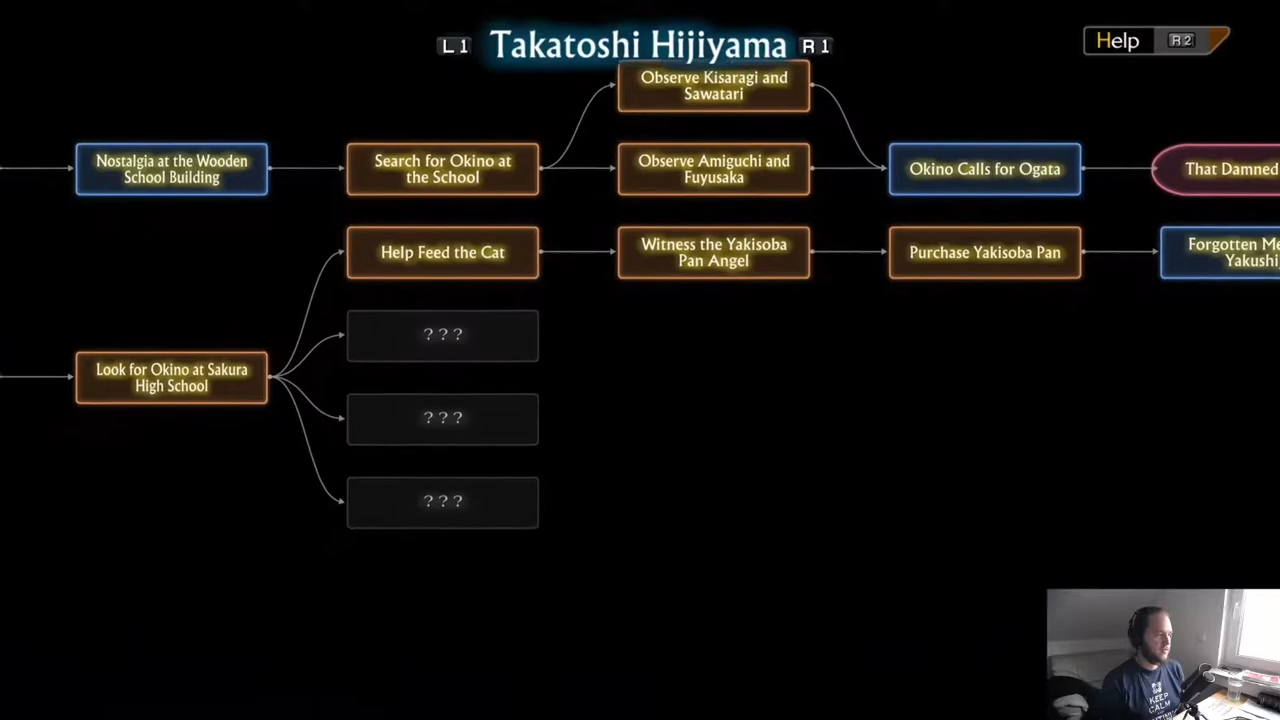 L1 Takatoshi Hijiyama R1
Help R2
Observe Kisaragi and
Sawatari
Nostalgia at the Wooden
School Building
Search for Okino at
the School
Observe Amiguchi and
Fuyusaka
Okino Calls for Ogata
That Damned
Help Feed the Cat
Witness the Yakisoba
Pan Angel
Purchase Yakisoba Pan
Forgotten Me
Yakushi
? ? ?
Look for Okino at Sakura
High School
? ? ?
? ? ?
KEEP
CALM